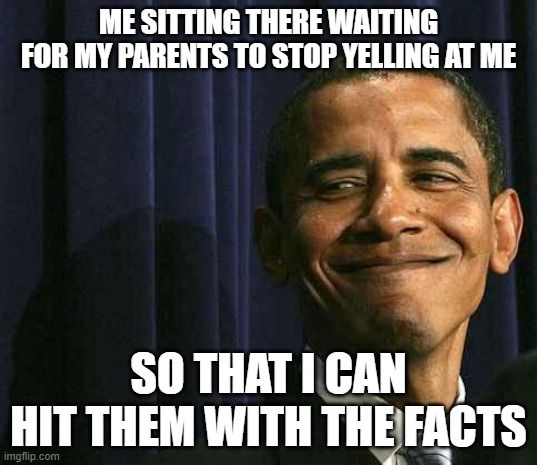 ME SITTING THERE WAITING
FOR MY PARENTS TO STOP YELLING AT ME
SO THAT I CAN
HIT THEM WITH THE FACTS
imgflip.com